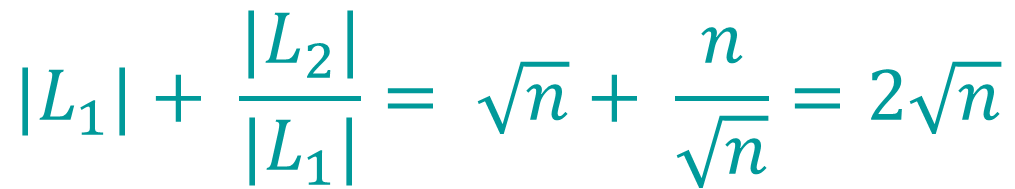 |L₁| + |L₂|/|L₁| = √n + n/√n = 2√n